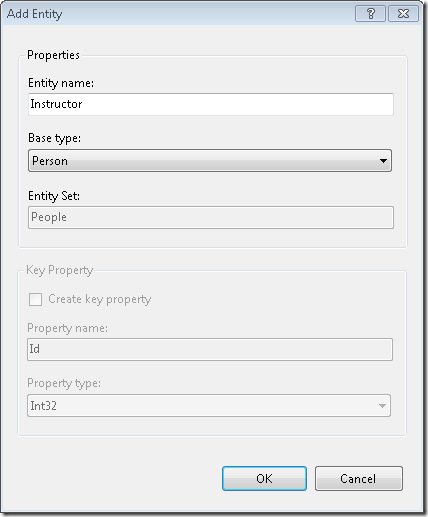 Add Entity
Properties
Entity name:
Instructor
Base type:
Person
Entity Set:
People
Key Property
Create key property
Property name:
Id
Property type:
Int32
OK Cancel